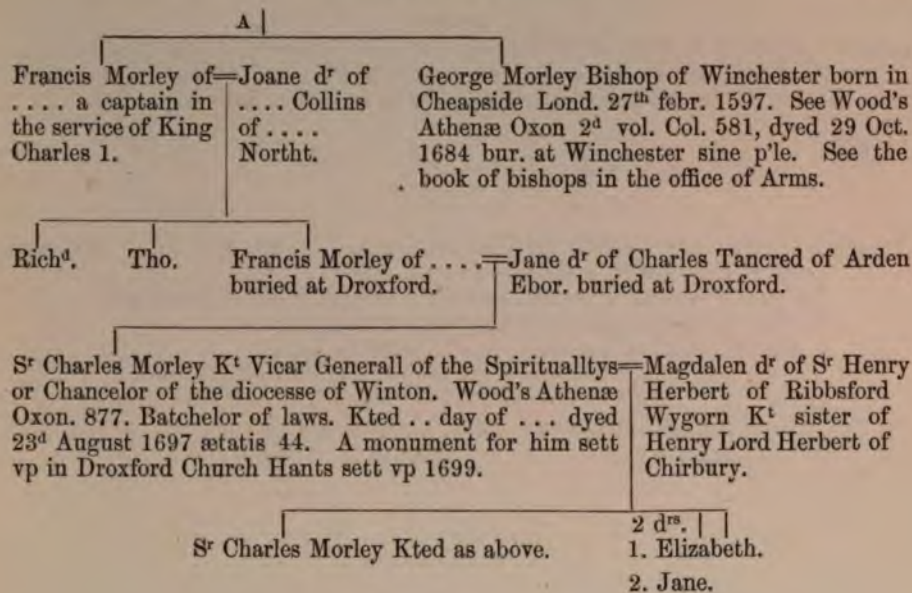 A
Francis Morley of=Joane dʳ of
. . . . a captain in
the service of King
Charles 1.
. . . . Collins
of . . . .
Northt.
George Morley Bishop of Winchester born in
Cheapside Lond. 27ᵗʰ febr. 1597. See Wood's
Athenæ Oxon 2ᵈ vol. Col. 581, dyed 29 Oct.
1684 bur. at Winchester sine p'le. See the
book of bishops in the office of Arms.
Richᵈ. Tho. Francis Morley of . . . .=Jane dʳ of Charles Tancred of Arden
buried at Droxford. Ebor. buried at Droxford.
Sʳ Charles Morley Kᵗ Vicar Generall of the Spiritualltys=Magdalen dʳ of Sʳ Henry
or Chancelor of the diocesse of Winton. Wood's Athenæ
Oxon. 877. Batchelor of laws. Kted . . day of . . . dyed
23ᵈ August 1697 ætatis 44. A monument for him sett
vp in Droxford Church Hants sett vp 1699.
Herbert of Ribbsford
Wygorn Kᵗ sister of
Henry Lord Herbert of
Chirbury.
Sʳ Charles Morley Kted as above.
2 dʳˢ.
1. Elizabeth.
2. Jane.